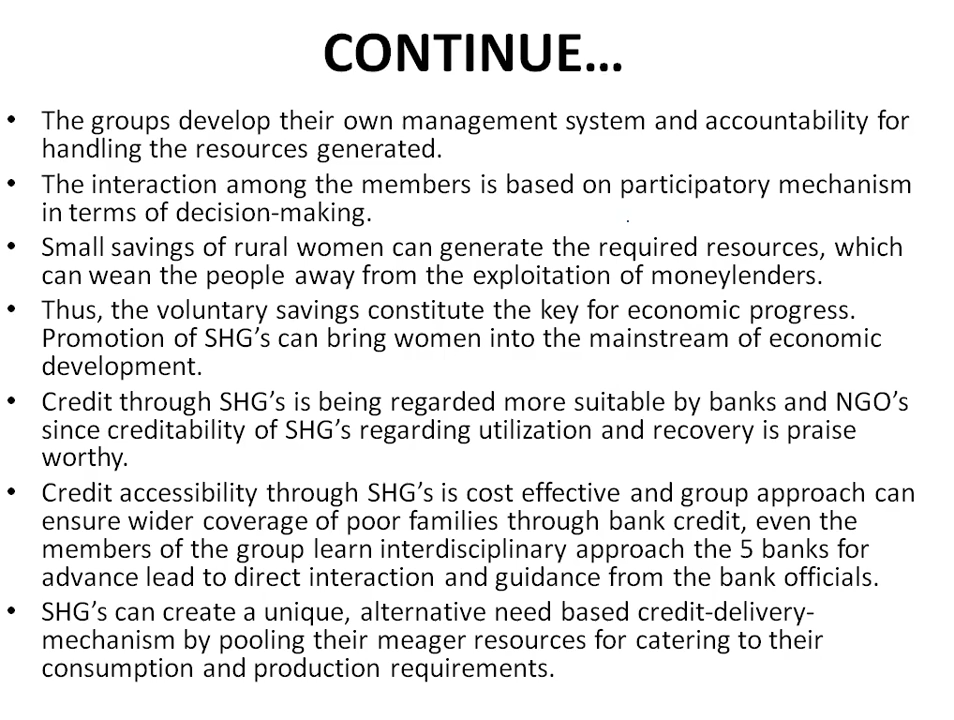 CONTINUE...
• The groups develop their own management system and accountability for
handling the resources generated.
• The interaction among the members is based on participatory mechanism
in terms of decision-making.
• Small savings of rural women can generate the required resources, which
can wean the people away from the exploitation of moneylenders.
• Thus, the voluntary savings constitute the key for economic progress.
Promotion of SHG’s can bring women into the mainstream of economic
development.
• Credit through SHG’s is being regarded more suitable by banks and NGO’s
since creditability of SHG’s regarding utilization and recovery is praise
worthy.
• Credit accessibility through SHG’s is cost effective and group approach can
ensure wider coverage of poor families through bank credit, even the
members of the group learn interdisciplinary approach the 5 banks for
advance lead to direct interaction and guidance from the bank officials.
• SHG’s can create a unique, alternative need based credit-delivery-
mechanism by pooling their meager resources for catering to their
consumption and production requirements.